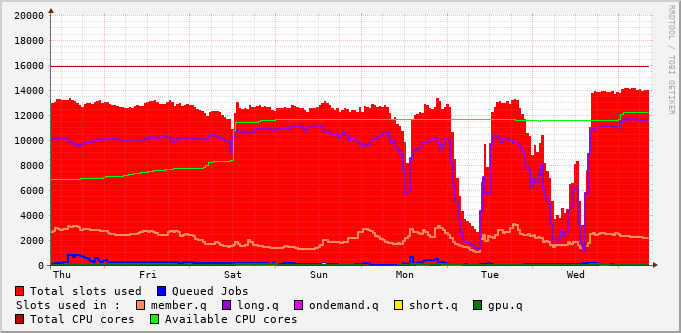 20000
18000
16000
14000
12000
10000
8000
6000
4000
2000
0
Thu Fri Sat Sun Mon Tue Wed
Total slots used Queued Jobs
Slots used in : member.q long.q ondemand.q short.q gpu.q
Total CPU cores Available CPU cores
RRDTOOL / TOBI OETIKER